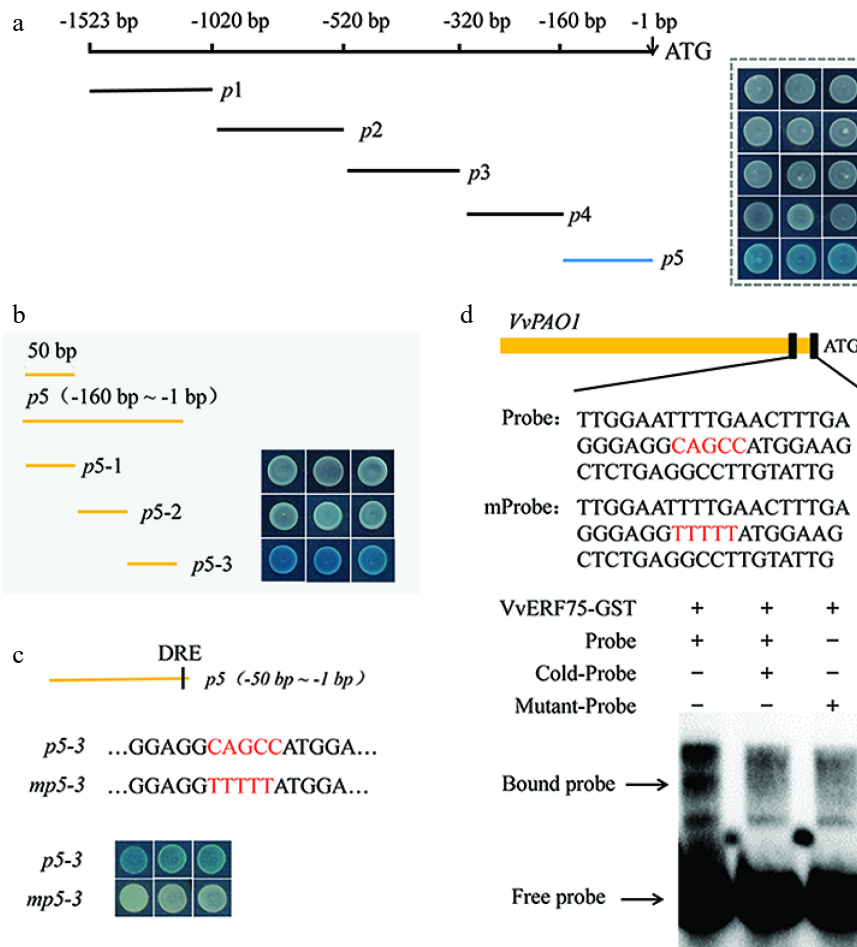 a
-1523 bp -1020 bp -520 bp -320 bp -160 bp -1 bp
ATG
p1
p2
p3
p4
p5
b
50 bp
p5（-160 bp ~ -1 bp）
p5-1
p5-2
p5-3
c
DRE
p5（-50 bp ~ -1 bp）
p5-3 …GGAGGCAGCCATGGA…
mp5-3 …GGAGGTTTTTATGGA…
p5-3
mp5-3
d
VvPAO1
ATG
Probe： TTGGAATTTTGAACTTTGA
GGGAGGCAGCCATGGAAG
CTCTGAGGCCTTGTATTG
mProbe： TTGGAATTTTGAACTTTGA
GGGAGGTTTTTATGGAAG
CTCTGAGGCCTTGTATTG
VvERF75-GST + + +
Probe + + −
Cold-Probe − + −
Mutant-Probe − − +
Bound probe
Free probe